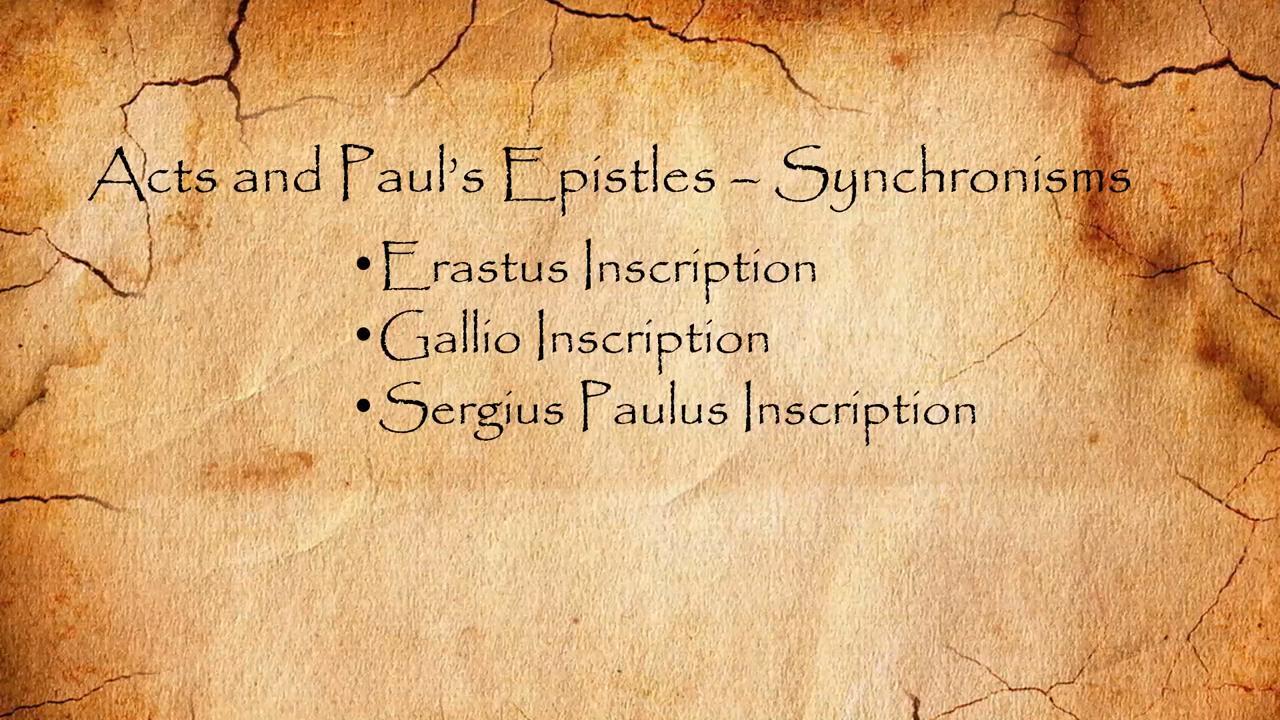 Acts and Paul’s Epistles – Synchronisms
•Erastus Inscription
•Gallio Inscription
•Sergius Paulus Inscription